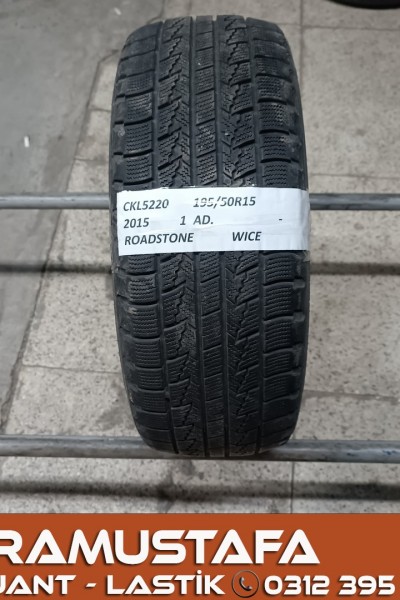 CKL5220 195/50R15
2015 1 AD. -
ROADSTONE WICE
RAMUSTAFA
JANT - LASTİK 0312 395